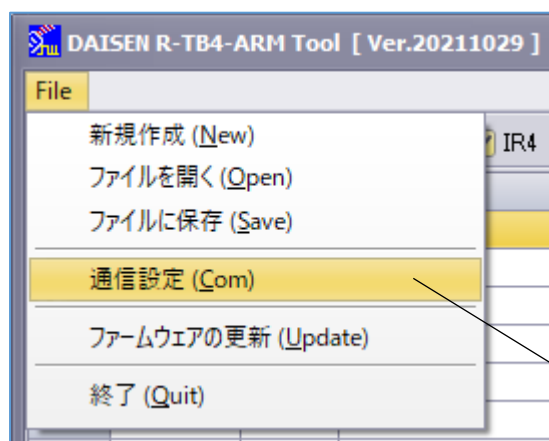 DAISEN R-TB4-ARM Tool [ Ver.20211029 ]
File
新規作成 (New)
IR4
ファイルを開く(Open)
ファイルに保存 (Save)
通信設定 (Com)
ファームウェアの更新 (Update)
終了 (Quit)